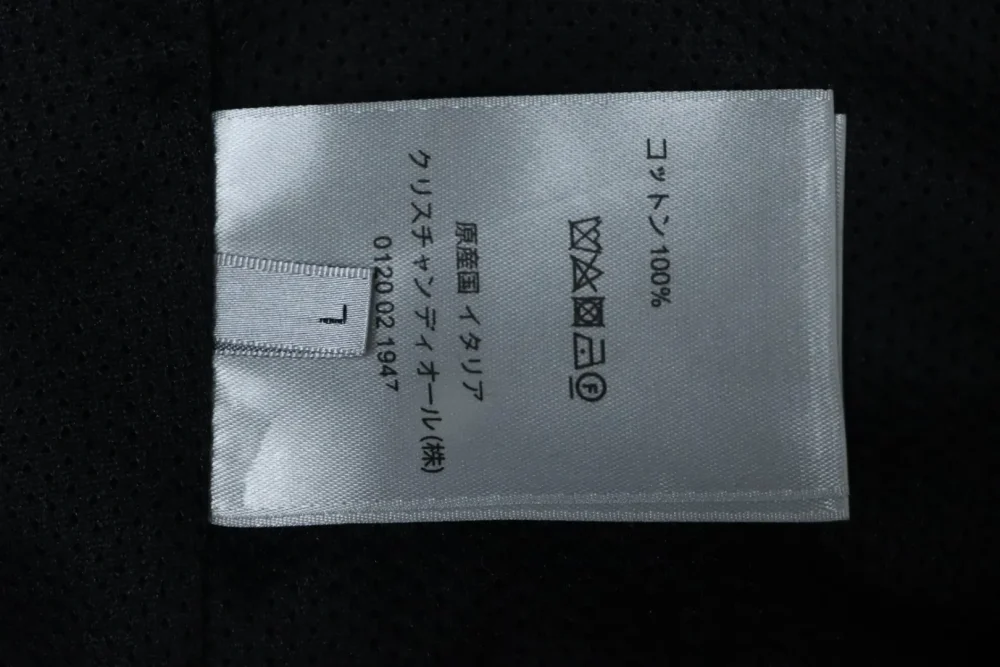 コットン 100%
F
原産国 イタリア
クリスチャン ディオール(株)
0120 02 1947
L